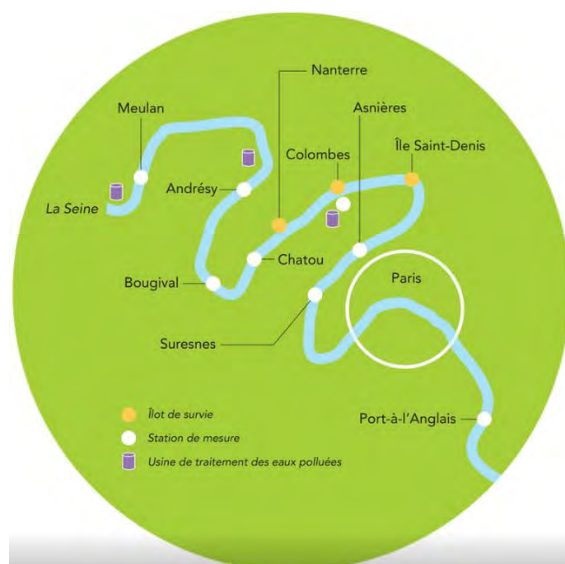 Nanterre
Meulan
Asnières
Colombes
Île Saint-Denis
Andrésy
La Seine
Chatou
Bougival
Paris
Suresnes
Port-à-l'Anglais
Îlot de survie
Station de mesure
Usine de traitement des eaux polluées